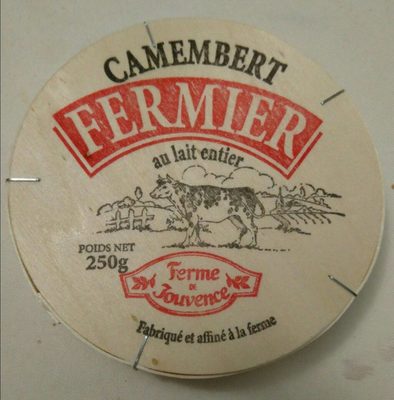 CAMEMBERT
FERMIER
au lait entier
POIDS NET
250g
Ferme
DE
Jouvence
Fabriqué et affiné à la ferme